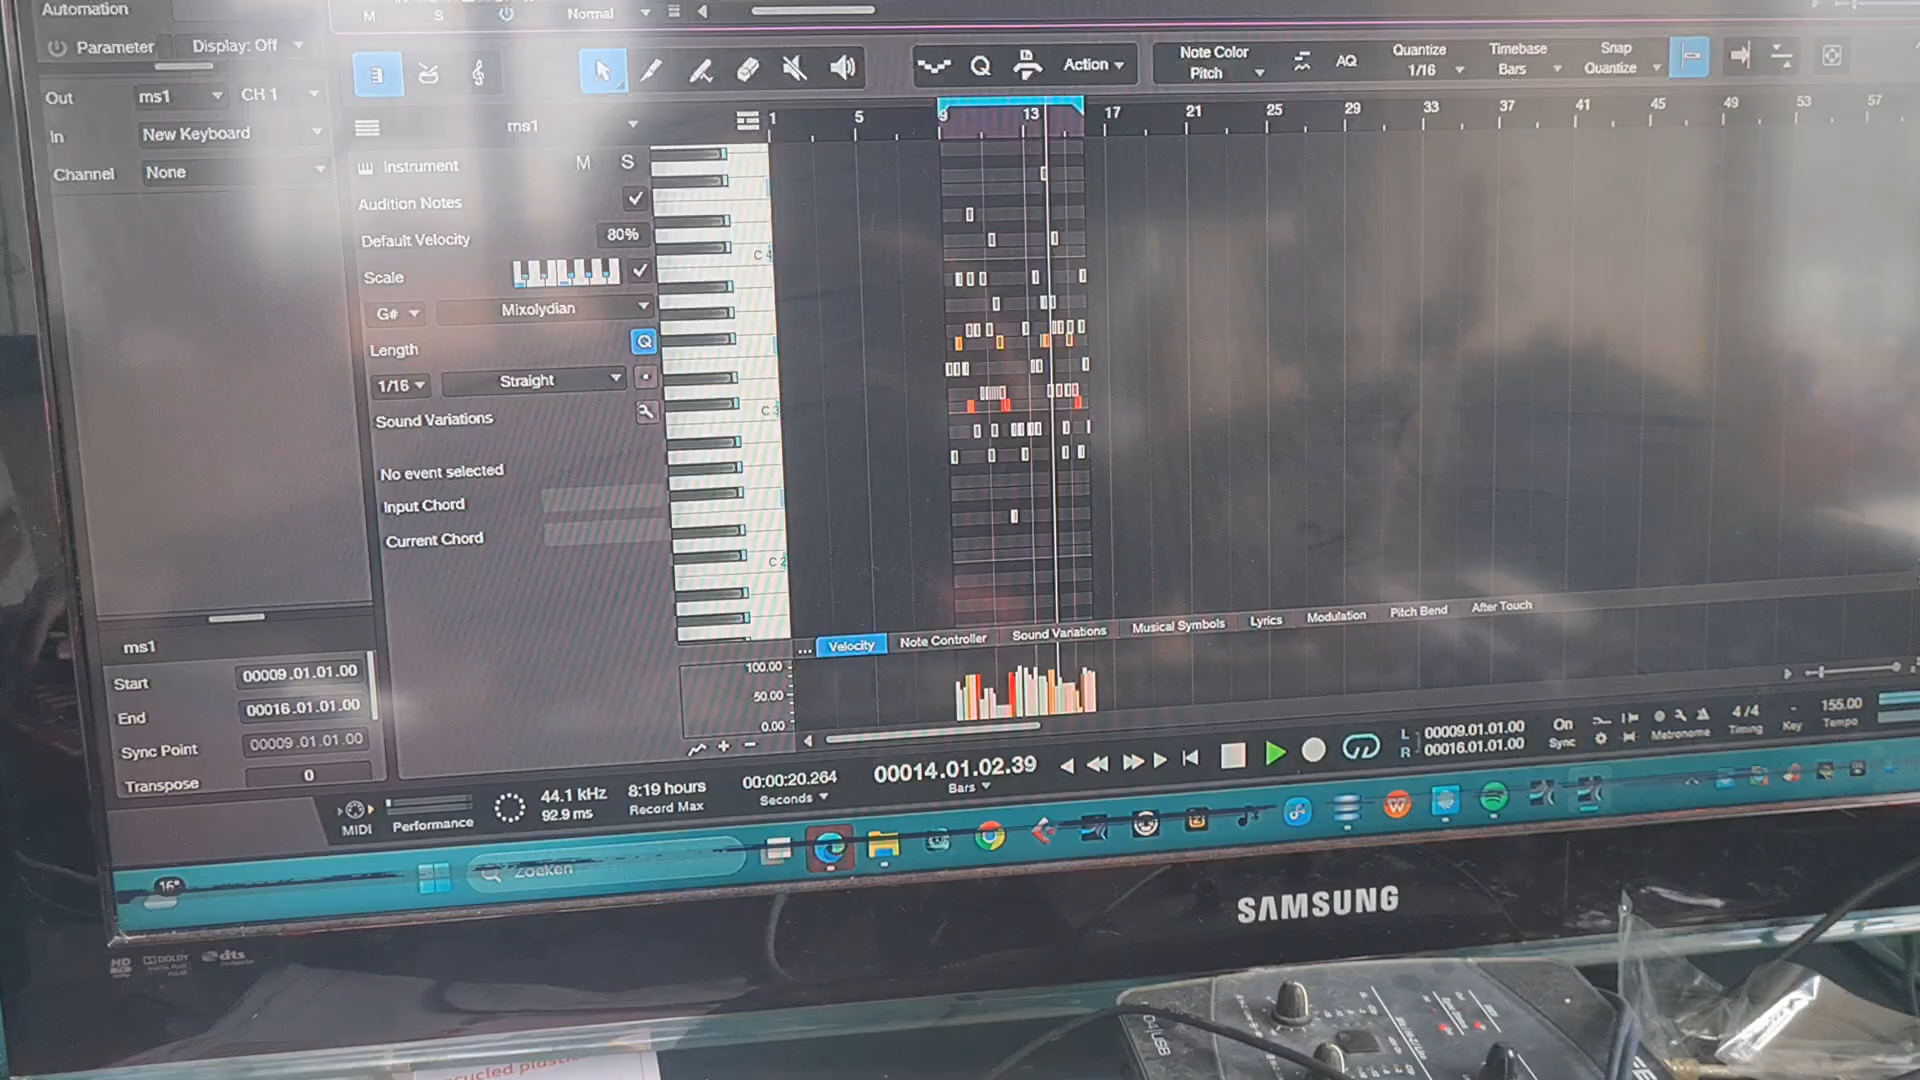 Automation
M S Normal
Parameter Display: Off
Out ms1 CH 1
In New Keyboard
Channel None
Q Action
Note Color
Pitch
AQ
Quantize
1/16
Timebase
Bars
Snap
Quantize
ms1
1 5 9 13 17 21 25 29 33 37 41 45 49 53 57
Instrument M S
Audition Notes
Default Velocity 80%
Scale
G# Mixolydian
Length Q
1/16 Straight
Sound Variations
No event selected
Input Chord
Current Chord
C 4
C 3
C 2
... Velocity Note Controller Sound Variations Musical Symbols Lyrics Modulation Pitch Bend After Touch
100.00
50.00
0.00
ms1
Start 00009.01.01.00
End 00016.01.01.00
Sync Point 00009.01.01.00
Transpose 0
MIDI
Performance
44.1 kHz
92.9 ms
8:19 hours
Record Max
00:00:20.264
Seconds
00014.01.02.39
Bars
L 00009.01.01.00
R 00016.01.01.00
On
Sync
Metronome
4/4
Timing
-
Key
155.00
Tempo
16°
Zoeken
SAMSUNG
HD
DOLBY
DIGITAL PLUS
dts